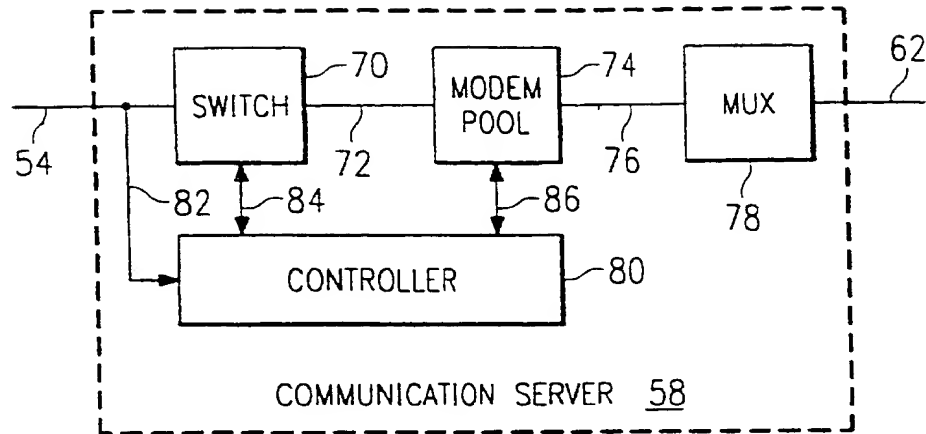 70
74
62
SWITCH
MODEM
POOL
MUX
54
72
76
82
84
86
78
CONTROLLER
80
COMMUNICATION SERVER 58